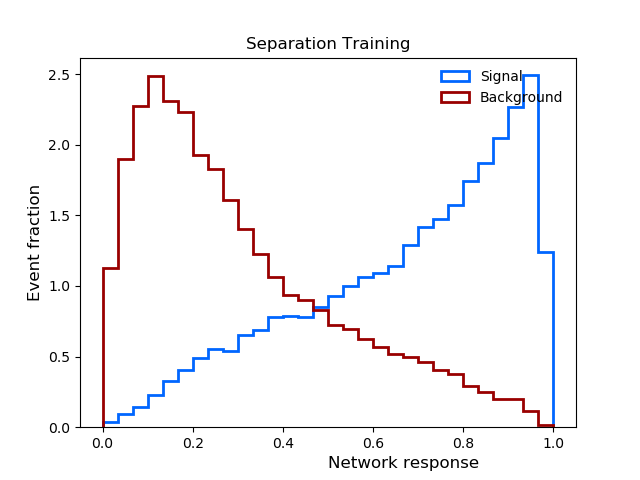 Separation Training
Signal
Background
Event fraction
2.5
2.0
1.5
1.0
0.5
0.0
0.0 0.2 0.4 0.6 0.8 1.0
Network response